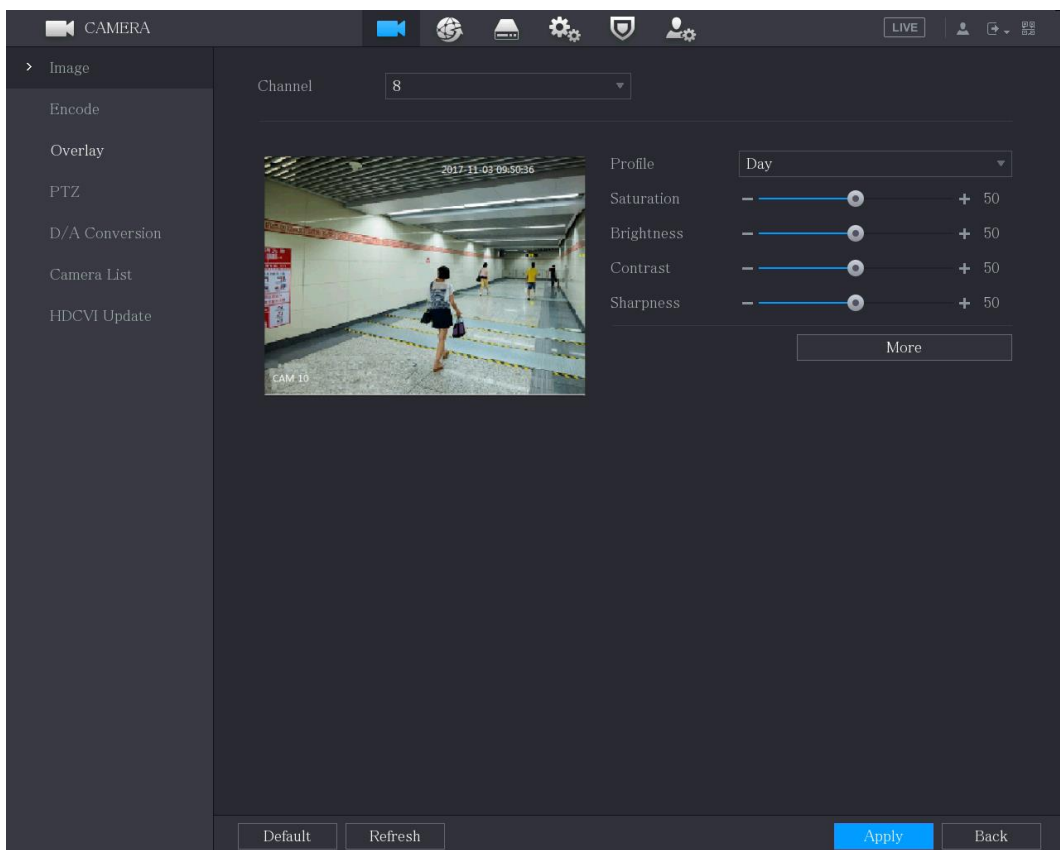 CAMERA
LIVE
Image
Encode
Overlay
PTZ
D/A Conversion
Camera List
HDCVI Update
Channel 8
2017-11-03 09:50:36
CAM 10
Profile Day
Saturation 50
Brightness 50
Contrast 50
Sharpness 50
More
Default Refresh Apply Back